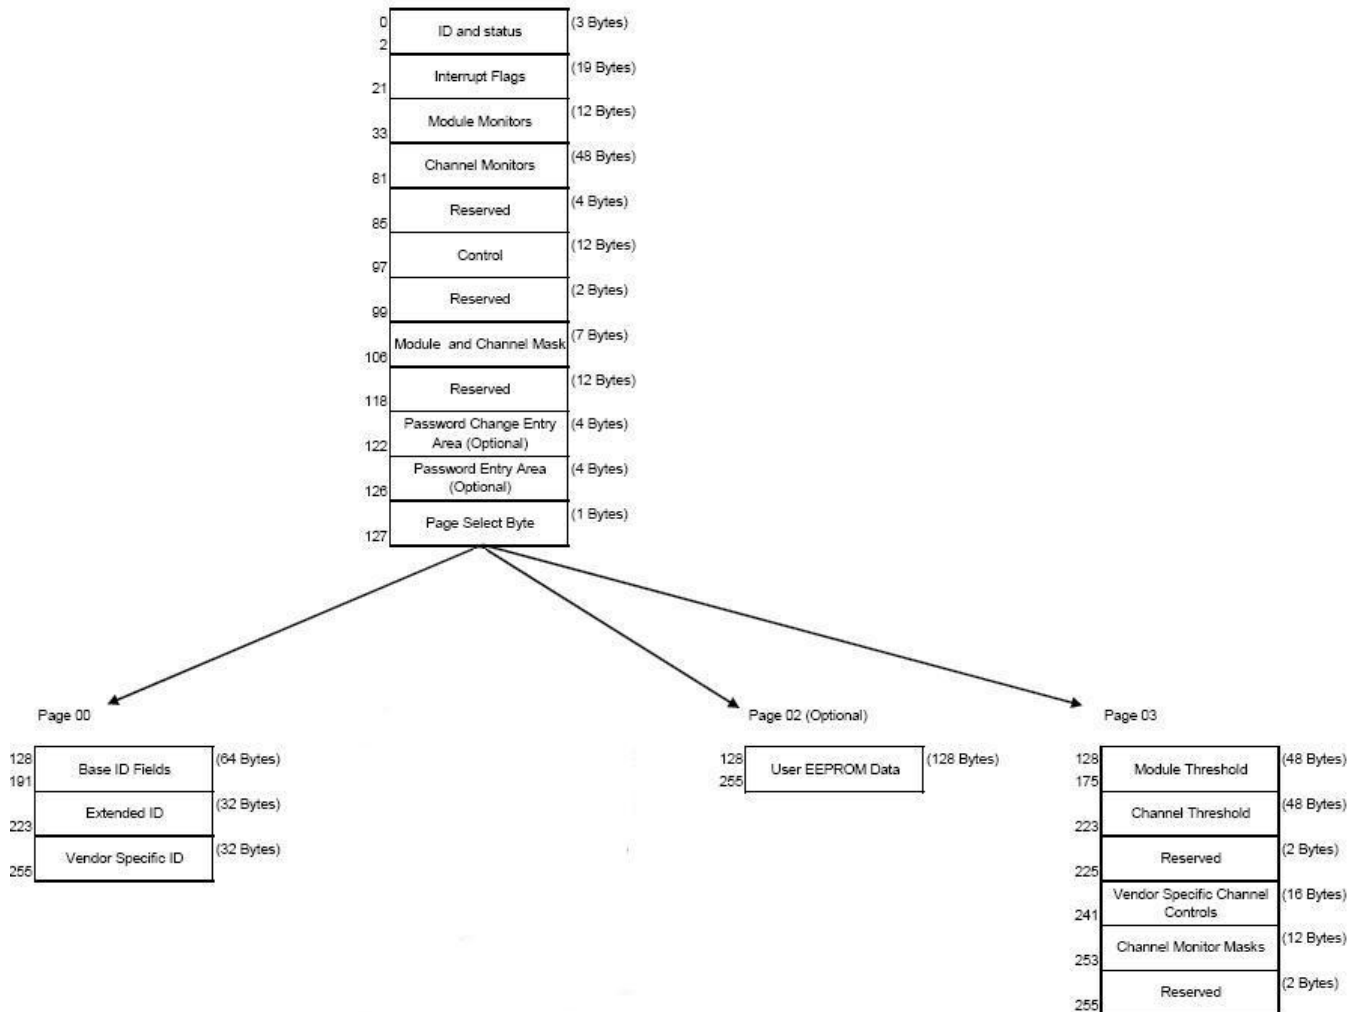 0
ID and status
(3 Bytes)
2
Interrupt Flags
(19 Bytes)
21
Module Monitors
(12 Bytes)
33
Channel Monitors
(48 Bytes)
81
Reserved
(4 Bytes)
85
Control
(12 Bytes)
97
Reserved
(2 Bytes)
99
Module and Channel Mask
(7 Bytes)
106
Reserved
(12 Bytes)
118
Password Change Entry
Area (Optional)
(4 Bytes)
122
Password Entry Area
(Optional)
(4 Bytes)
126
Page Select Byte
(1 Bytes)
127
Page 00
128
Base ID Fields
(64 Bytes)
191
Extended ID
(32 Bytes)
223
Vendor Specific ID
(32 Bytes)
255
Page 02 (Optional)
128
User EEPROM Data
(128 Bytes)
255
Page 03
128
Module Threshold
(48 Bytes)
175
Channel Threshold
(48 Bytes)
223
Reserved
(2 Bytes)
225
Vendor Specific Channel
Controls
(16 Bytes)
241
Channel Monitor Masks
(12 Bytes)
253
Reserved
(2 Bytes)
255